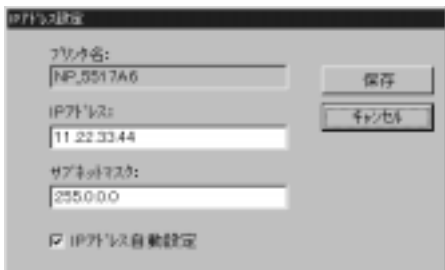 IPｱﾄﾞﾚｽ設定
ﾌﾟﾘﾝﾀ名:
NP_5517A6
保存
IPｱﾄﾞﾚｽ:
ｷｬﾝｾﾙ
11.22.33.44
ｻﾌﾞﾈｯﾄﾏｽｸ:
255.0.0.0
IPｱﾄﾞﾚｽ自動設定